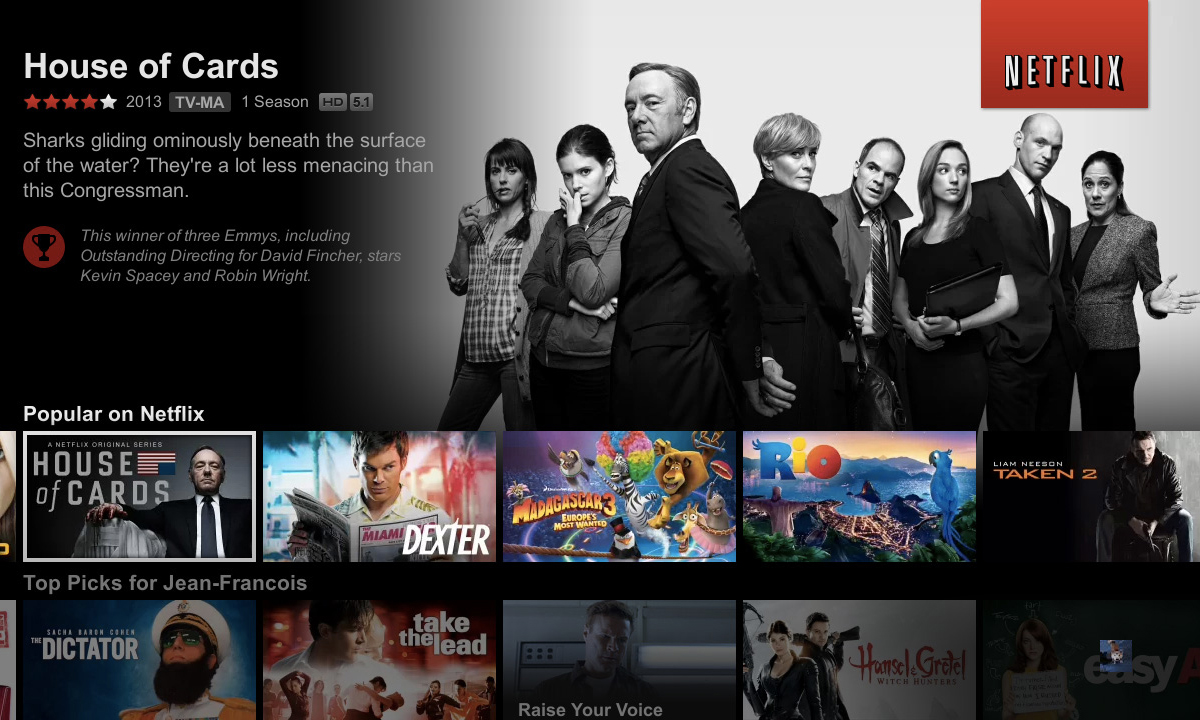 House of Cards
NETFLIX
2013 TV-MA 1 Season HD 5.1
Sharks gliding ominously beneath the surface
of the water? They're a lot less menacing than
this Congressman.
This winner of three Emmys, including
Outstanding Directing for David Fincher, stars
Kevin Spacey and Robin Wright.
Popular on Netflix
A NETFLIX ORIGINAL SERIES
HOUSE
of CARDS
MIAMI
DEXTER
MADAGASCAR 3
EUROPE'S
MOST WANTED
RIO
LIAM NEESON
TAKEN 2
Top Picks for Jean-Francois
SACHA BARON COHEN
THE DICTATOR
take
the lead
Raise Your Voice
Hansel & Gretel
WITCH HUNTERS
easy A